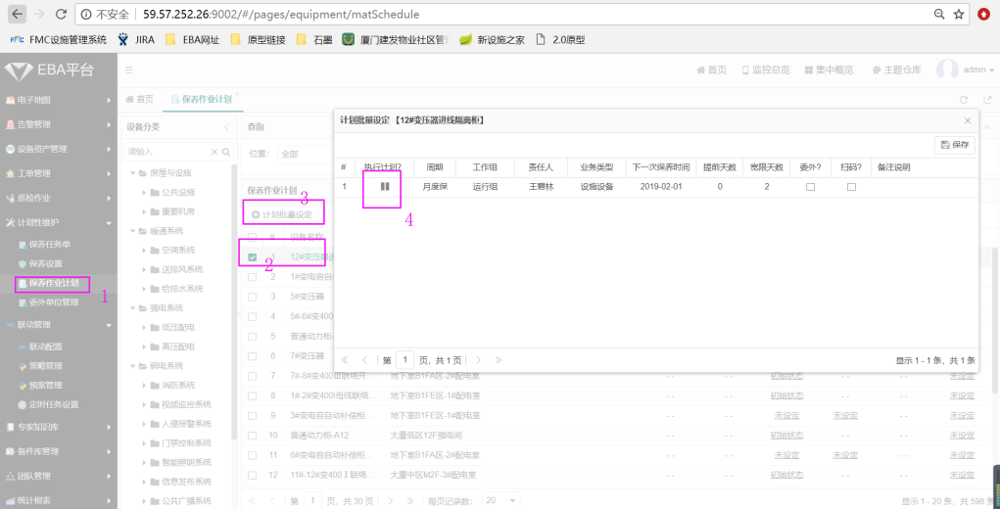 不安全 59.57.252.26:9002/#/pages/equipment/matSchedule
FMC FMC设施管理系统 JIRA EBA网址 原型链接 石墨 厦门建发物业社区管 新设施之家 2.0原型
EBA平台
首页 监控总览 集中概览 主题仓库 admin
首页 保养作业计划
电子地图
告警管理
设备资产管理
工单管理
巡检作业
计划性维护
保养任务单
保养设置
保养作业计划 1
委外单位管理
联动管理
联动配置
策略管理
预案管理
定时任务设置
专家知识库
备件库管理
团队管理
统计报表
设备分类
请输入
房屋与设施
公共设施
重要机房
暖通系统
空调系统
送排风系统
给排水系统
强电系统
低压配电
高压配电
弱电系统
消防系统
视频监控系统
入侵报警系统
门禁控制系统
智能照明系统
信息发布系统
公共广播系统
查询
位置: 全部
保养作业计划
3
计划批量设定
# 设备名称
1 12#变压器进
2
2 1#变电容自
3 5#变压器
4 5#-6#变400
5 普通动力柜-
6 7#变压器
7 7#-8#变400Ⅲ联络开... 地下室B1FA区-2#配电室 - - 初始状态 - - 未设定
8 1#-2#变400Ⅰ母线联络... 地下室B1FE区-1#配电室 - - 初始状态 - - 未设定
9 3#变电容自动补偿柜... 地下室B1FE区-1#配电室 - - 未设定 未设定 - - 未设定
10 普通动力柜-A12 大厦低区12F强电间 - - 初始状态 - - 未设定
11 6#变电容自动补偿柜... 地下室B1FA区-2#配电室 - - 未设定 未设定 - - 未设定
12 11#-12#变400Ⅰ联络... 大厦中区M2F-3#配电室 - - 初始状态 - - 未设定
第 1 页, 共 30 页 每页记录数: 20 显示 1 - 20 条, 共 598 条
计划批量设定 【12#变压器进线隔离柜】
保存
# 执行计划? 周期 工作组 责任人 业务类型 下一次保养时间 提前天数 宽限天数 委外? 扫码? 备注说明
1 月度保 运行组 王碧林 设施设备 2019-02-01 0 2
4
第 1 页, 共 1 页 显示 1 - 1 条, 共 1 条